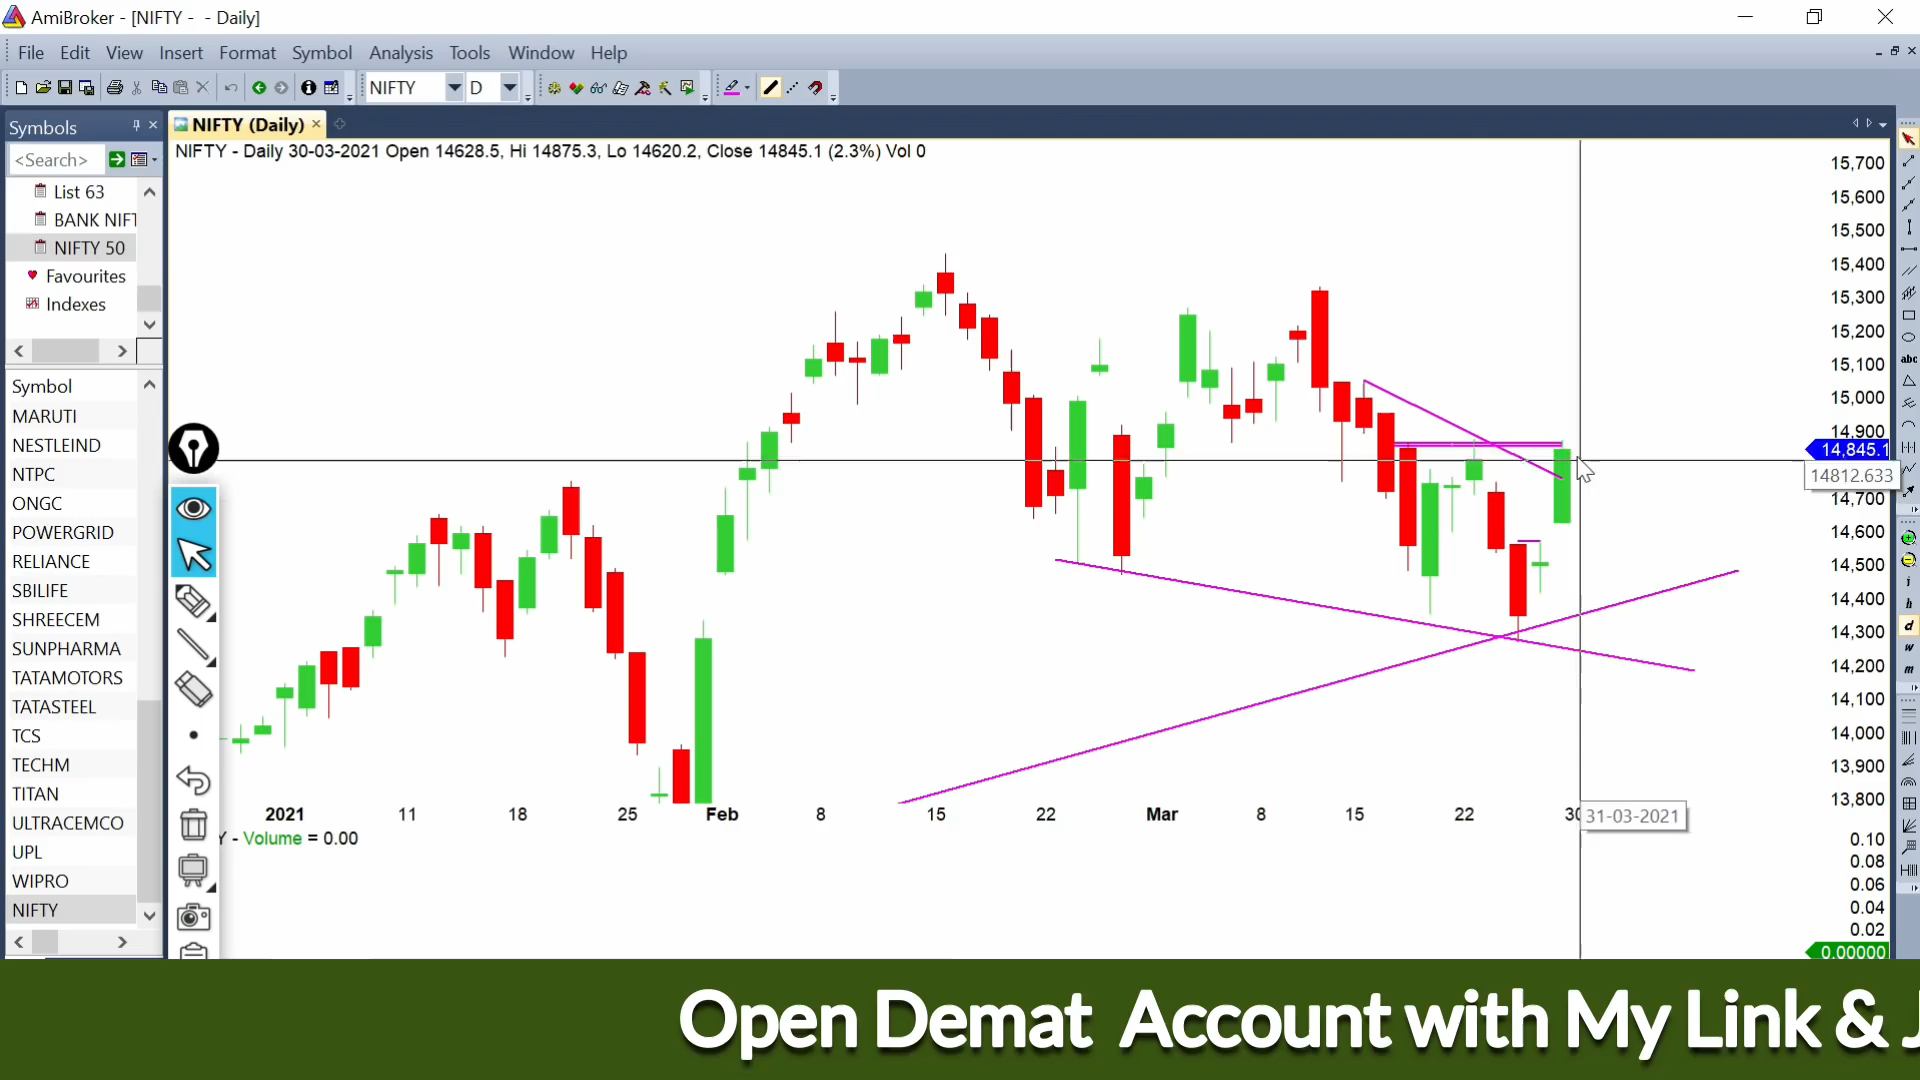 AmiBroker - [NIFTY -  - Daily]
File Edit View Insert Format Symbol Analysis Tools Window Help
NIFTY D
Symbols
NIFTY (Daily)
<Search>
NIFTY - Daily 30-03-2021 Open 14628.5, Hi 14875.3, Lo 14620.2, Close 14845.1 (2.3%) Vol 0
List 63
BANK NIFT
NIFTY 50
Favourites
Indexes
Symbol
MARUTI
NESTLEIND
NTPC
ONGC
POWERGRID
RELIANCE
SBILIFE
SHREECEM
SUNPHARMA
TATAMOTORS
TATASTEEL
TCS
TECHM
TITAN
ULTRACEMCO
UPL
WIPRO
NIFTY
15,700
15,600
15,500
15,400
15,300
15,200
15,100
15,000
14,900
14,845.1
14812.633
14,700
14,600
14,500
14,400
14,300
14,200
14,100
14,000
13,900
13,800
2021 11 18 25 Feb 8 15 22 Mar 8 15 22 30
31-03-2021
Y - Volume = 0.00
0.10
0.08
0.06
0.04
0.02
0.00000
abc
i
h
d
w
m
Open Demat  Account with My Link &